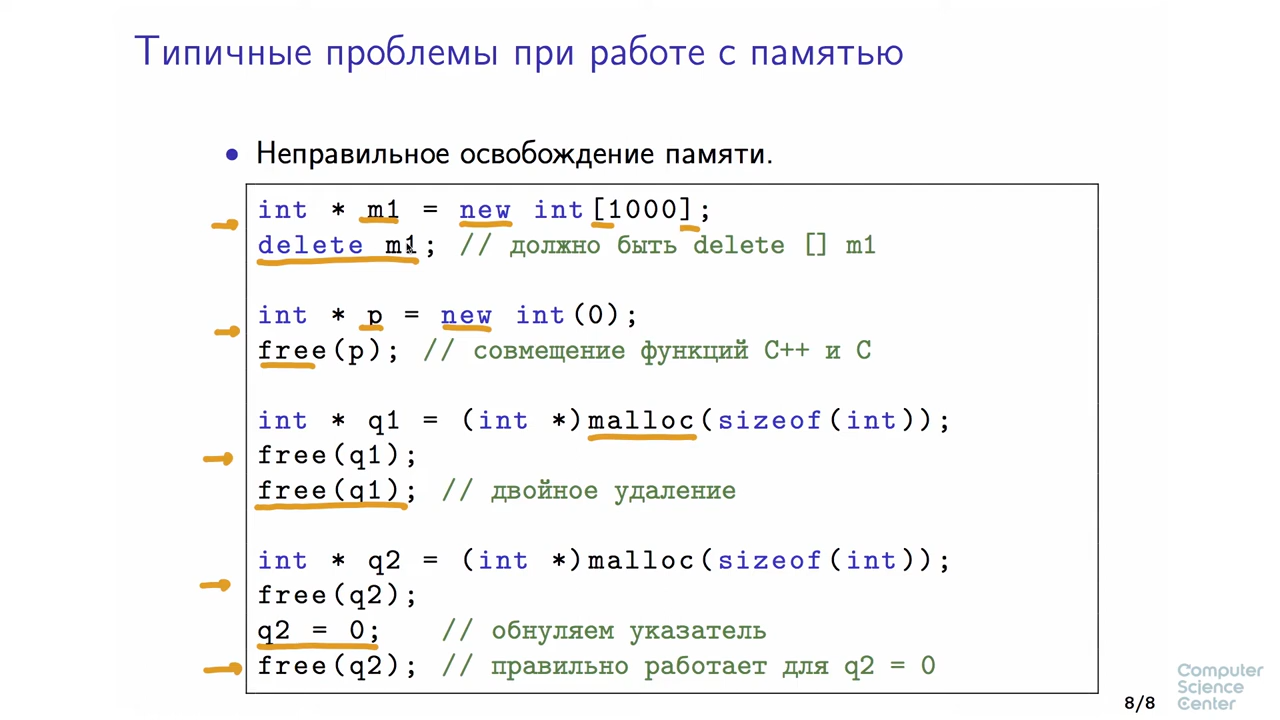 Типичные проблемы при работе с памятью
• Неправильное освобождение памяти.
int * m1 = new int[1000];
delete m1; // должно быть delete [] m1
int * p = new int(0);
free(p); // совмещение функций C++ и C
int * q1 = (int *)malloc(sizeof(int));
free(q1);
free(q1); // двойное удаление
int * q2 = (int *)malloc(sizeof(int));
free(q2);
q2 = 0; // обнуляем указатель
free(q2); // правильно работает для q2 = 0
8/8
Computer
Science
Center